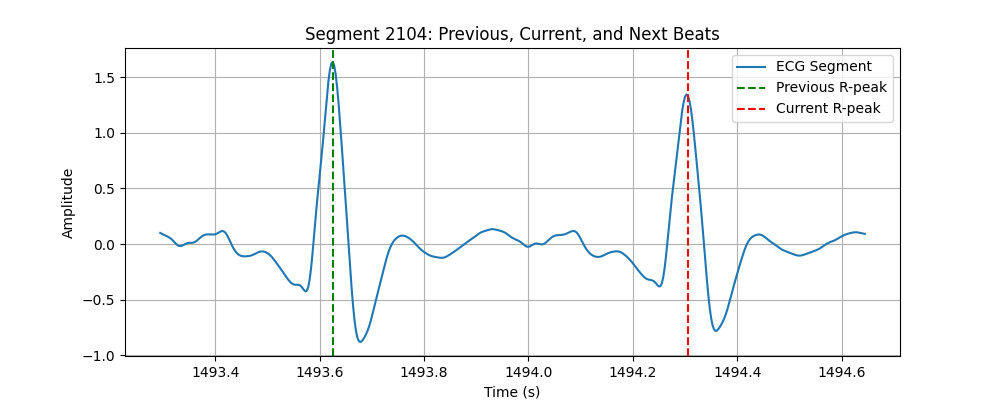 Segment 2104: Previous, Current, and Next Beats
ECG Segment
Previous R-peak
Current R-peak
Amplitude
1.5
1.0
0.5
0.0
−0.5
−1.0
1493.4 1493.6 1493.8 1494.0 1494.2 1494.4 1494.6
Time (s)